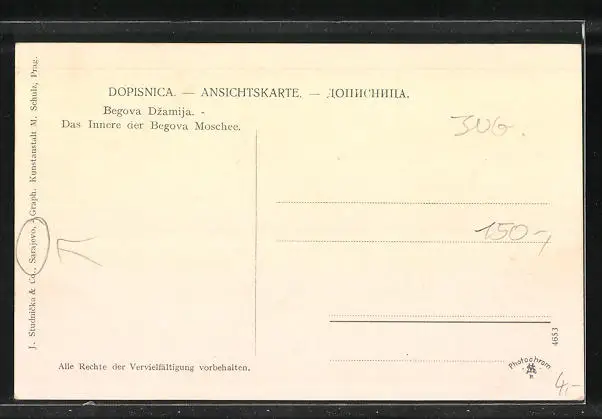 DOPISNICA. — ANSICHTSKARTE. — ДОПИСНИЦА.
Begova Džamija. -
Das Innere der Begova Moschee.
150,-
J. Studnička & Co., Sarajevo, Graph. Kunstanstalt M. Schulz, Prag.
4653
Alle Rechte der Vervielfältigung vorbehalten.
Photochrom
4,-